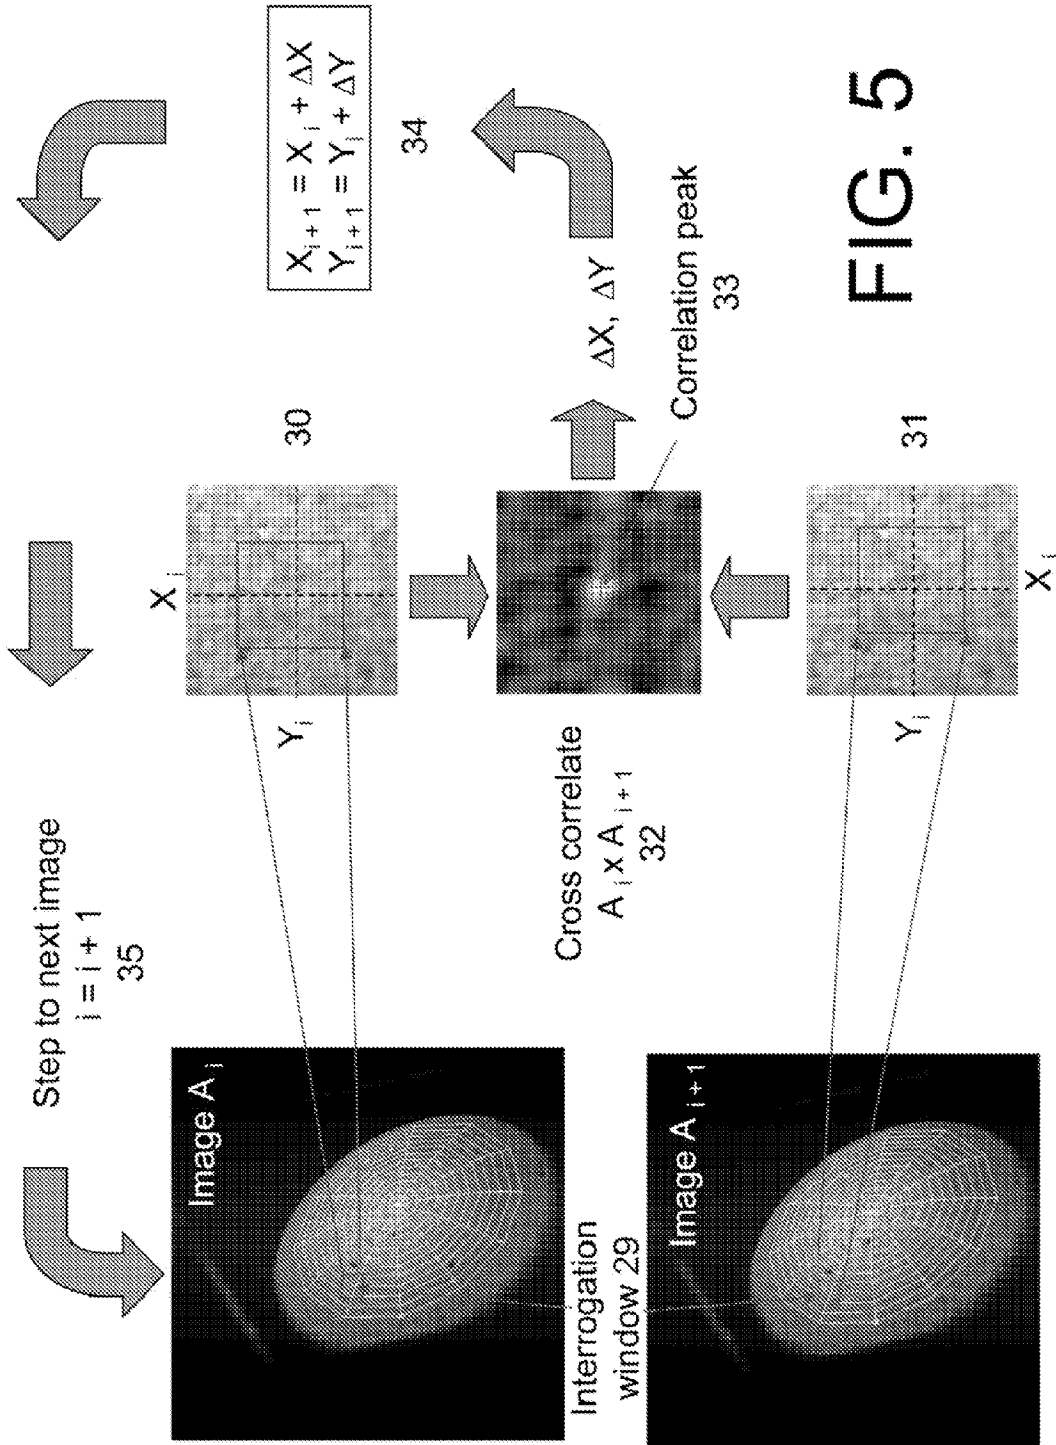 Step to next image
i = i + 1
35
Image A i
X i
Y i
30
X i+1 = X i + ΔX
Y i+1 = Y i + ΔY
34
Interrogation
window 29
Cross correlate
A i x A i+1
32
ΔX, ΔY
Correlation peak
33
Image A i+1
Y i
X i
31
FIG. 5